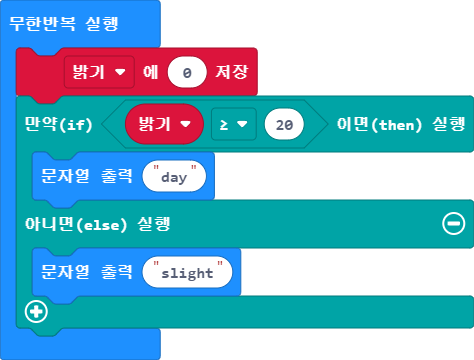 무한반복 실행
밝기 에 0 저장
만약(if) 밝기 ≥ 20 이면(then) 실행
문자열 출력 "day"
아니면(else) 실행
문자열 출력 "slight"